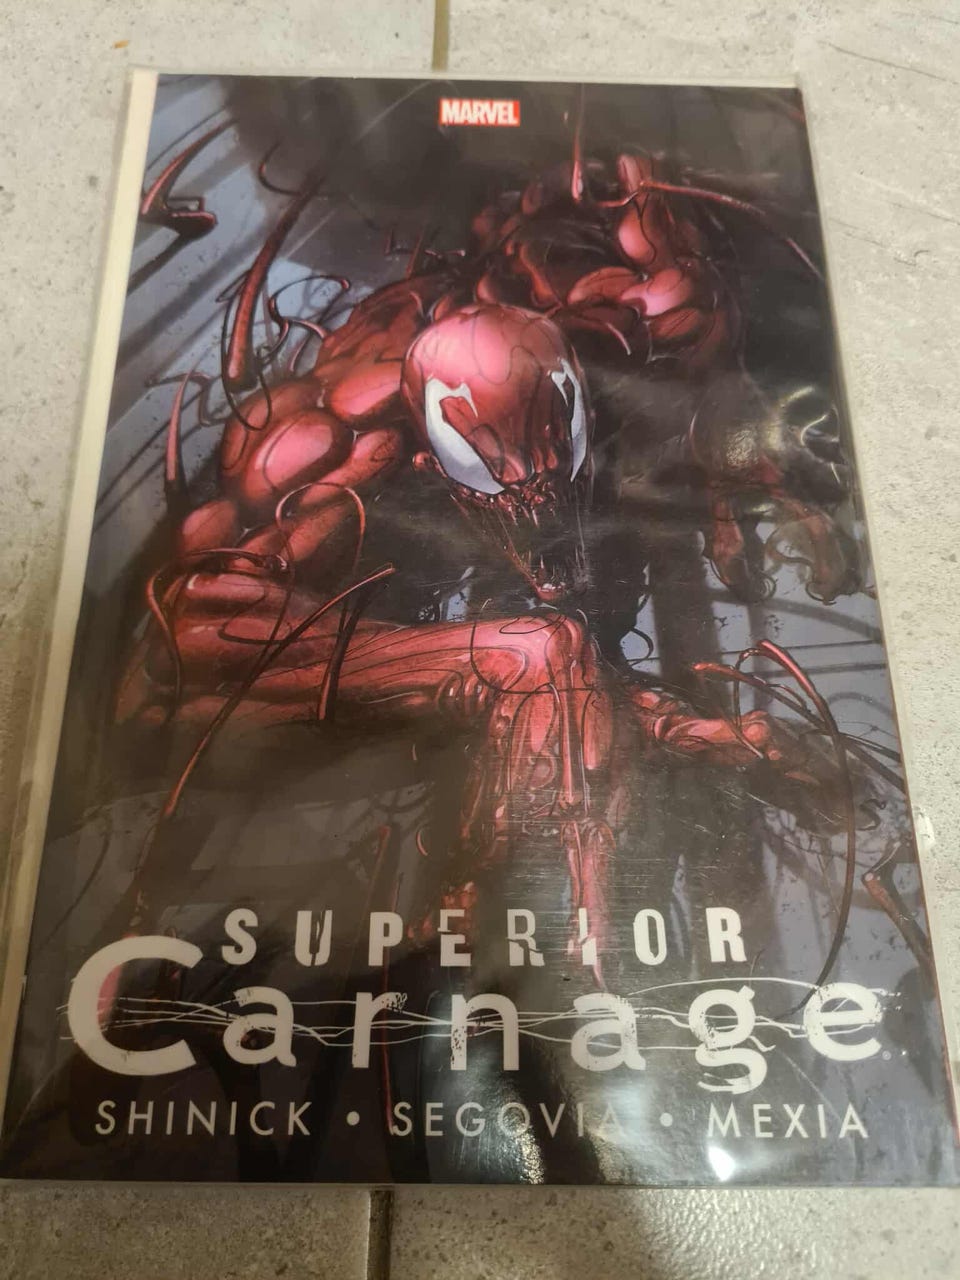 MARVEL
SUPERIOR
Carnage
SHINICK • SEGOVIA • MEXIA